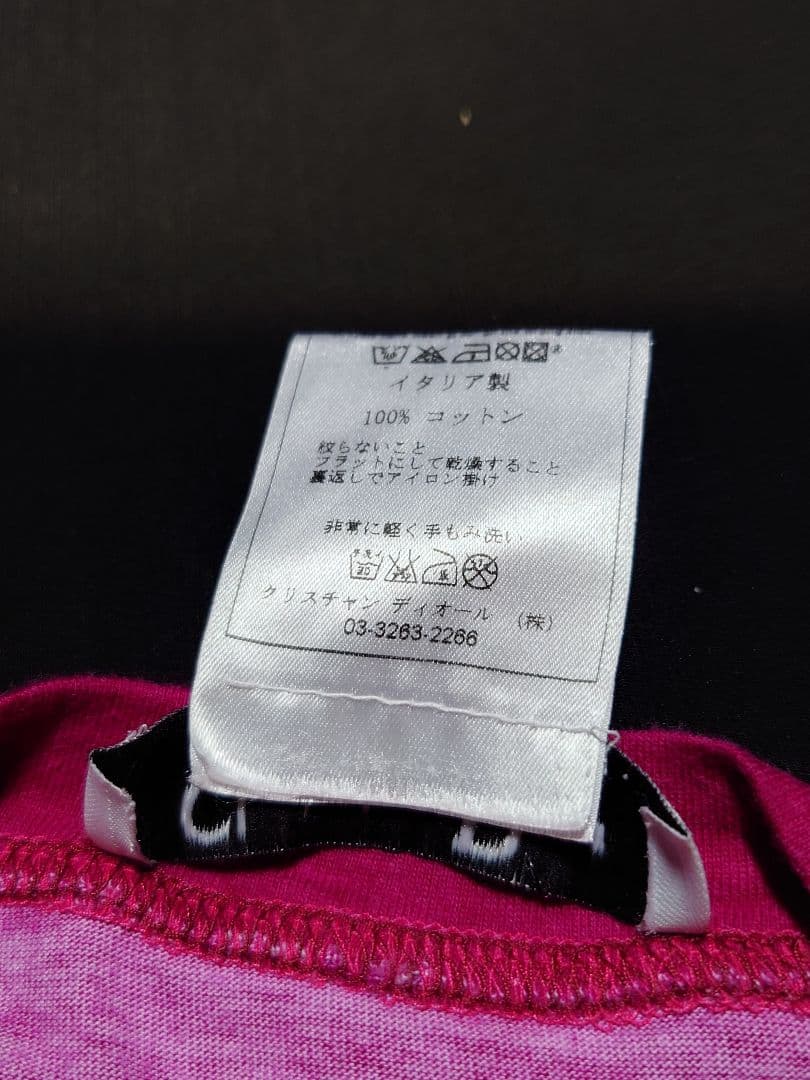 イタリア製
100% コットン
絞らないこと
フラットにして乾燥すること
裏返しでアイロン掛け
非常に軽く手もみ洗い
クリスチャン ディオール (株)
03-3263-2266